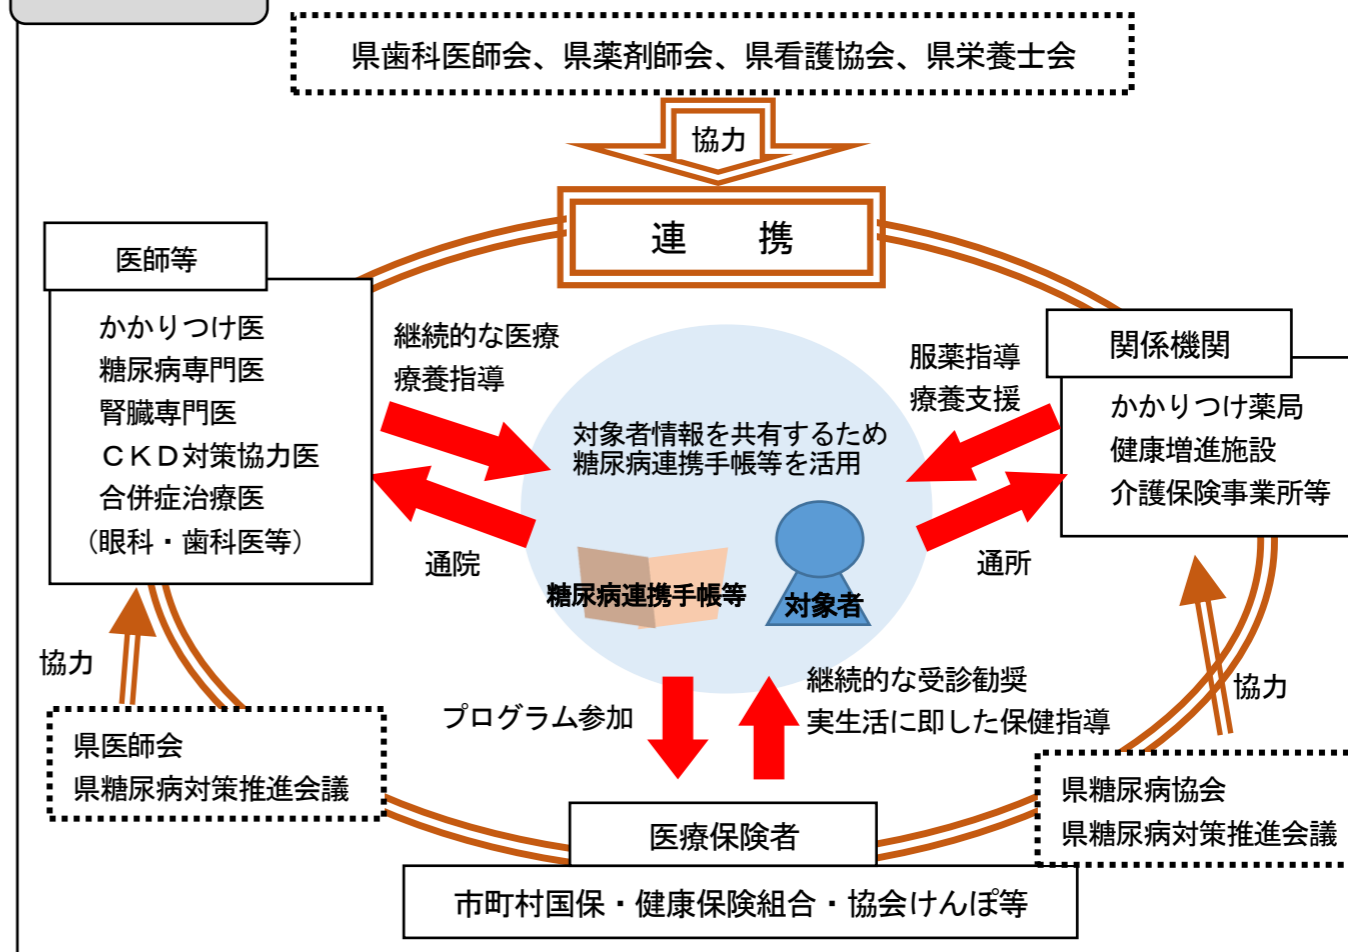 県歯科医師会、県薬剤師会、県看護協会、県栄養士会
協力
連　携
医師等
かかりつけ医
糖尿病専門医
腎臓専門医
ＣＫＤ対策協力医
合併症治療医
（眼科・歯科医等）
継続的な医療
療養指導
通院
服薬指導
療養支援
通所
関係機関
かかりつけ薬局
健康増進施設
介護保険事業所等
対象者情報を共有するため
糖尿病連携手帳等を活用
糖尿病連携手帳等
対象者
協力
県医師会
県糖尿病対策推進会議
プログラム参加
継続的な受診勧奨
実生活に即した保健指導
協力
県糖尿病協会
県糖尿病対策推進会議
医療保険者
市町村国保・健康保険組合・協会けんぽ等